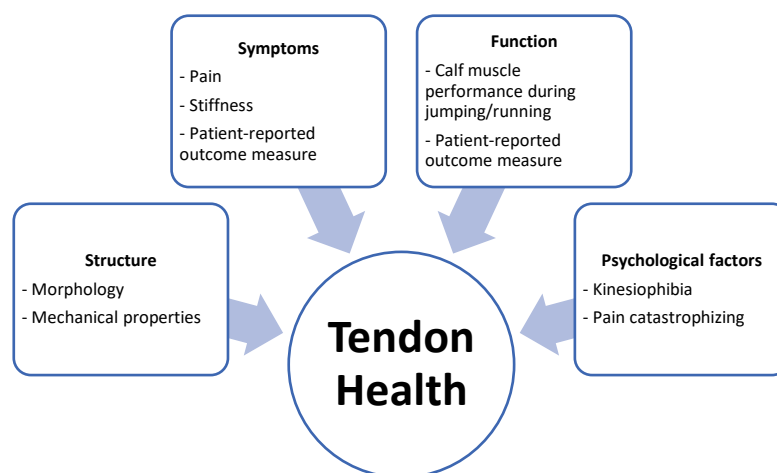 Symptoms
- Pain
- Stiffness
- Patient-reported
outcome measure
Function
- Calf muscle
performance during
jumping/running
- Patient-reported
outcome measure
Structure
- Morphology
- Mechanical properties
Psychological factors
- Kinesiophibia
- Pain catastrophizing
Tendon
Health